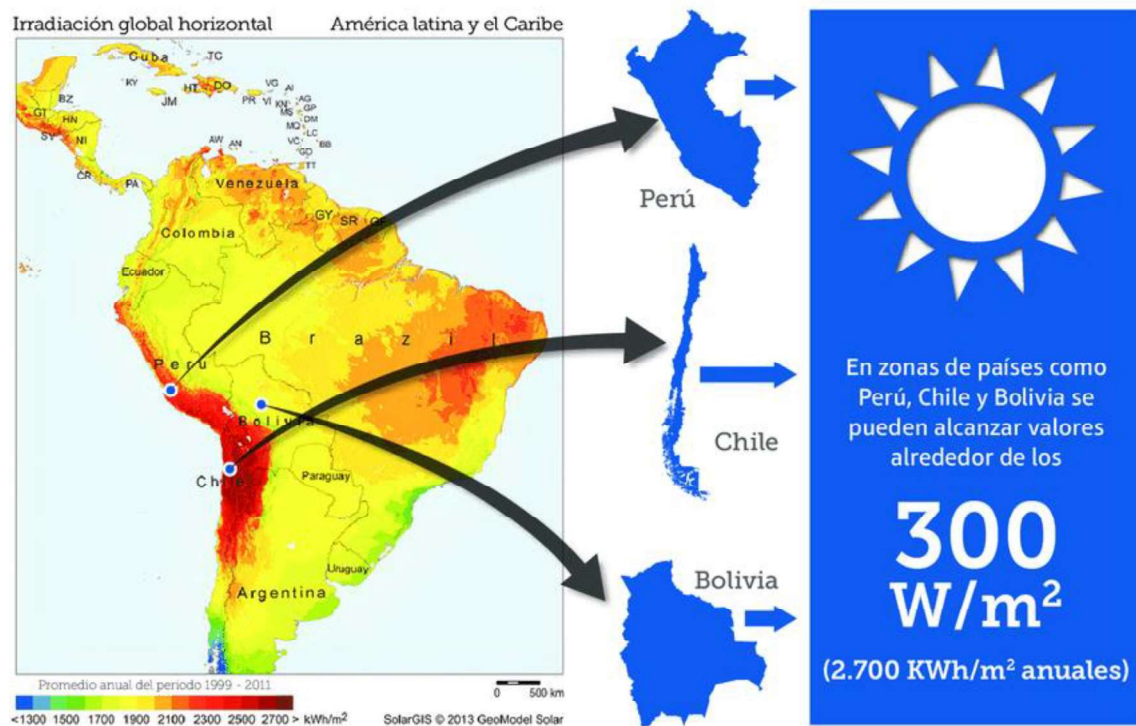 Irradiación global horizontal
América latina y el Caribe
Cuba
TC
KY
HT
DO
JM
PR
VG
VI
AI
KN
AG
MS
GP
DM
MQ
LC
VC
BB
GD
TT
BZ
GT
HN
SV
NI
CR
PA
AW
AN
Venezuela
GY
SR
GF
Colombia
Ecuador
Brazil
Peru
Bolivia
Chile
Paraguay
Uruguay
Argentina
Promedio anual del periodo 1999 - 2011
0 500 km
<1300 1500 1700 1900 2100 2300 2500 2700 > kWh/m²
SolarGIS © 2013 GeoModel Solar
Perú
Chile
Bolivia
En zonas de países como
Perú, Chile y Bolivia se
pueden alcanzar valores
alrededor de los
300
W/m²
(2.700 KWh/m² anuales)